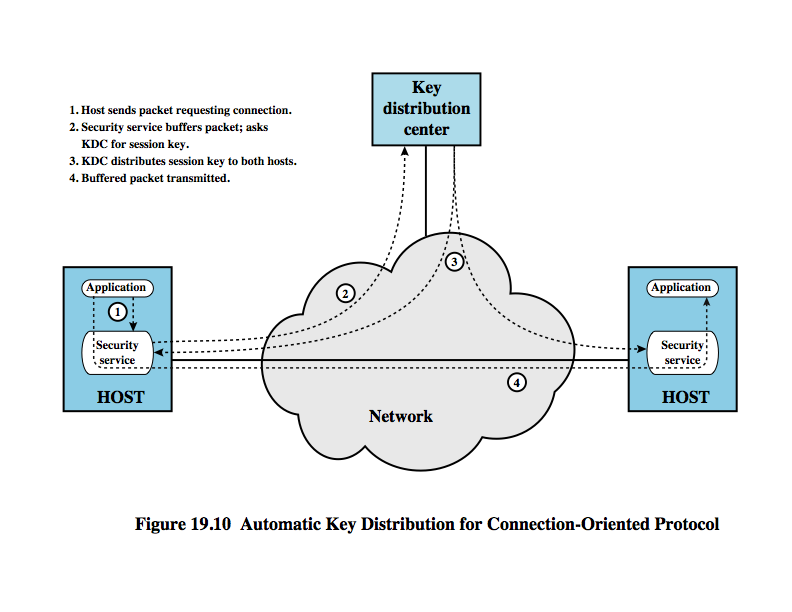 Key
distribution
center
1. Host sends packet requesting connection.
2. Security service buffers packet; asks
KDC for session key.
3. KDC distributes session key to both hosts.
4. Buffered packet transmitted.
Application
1
Security
service
HOST
2
3
4
Network
Application
Security
service
HOST
Figure 19.10 Automatic Key Distribution for Connection-Oriented Protocol